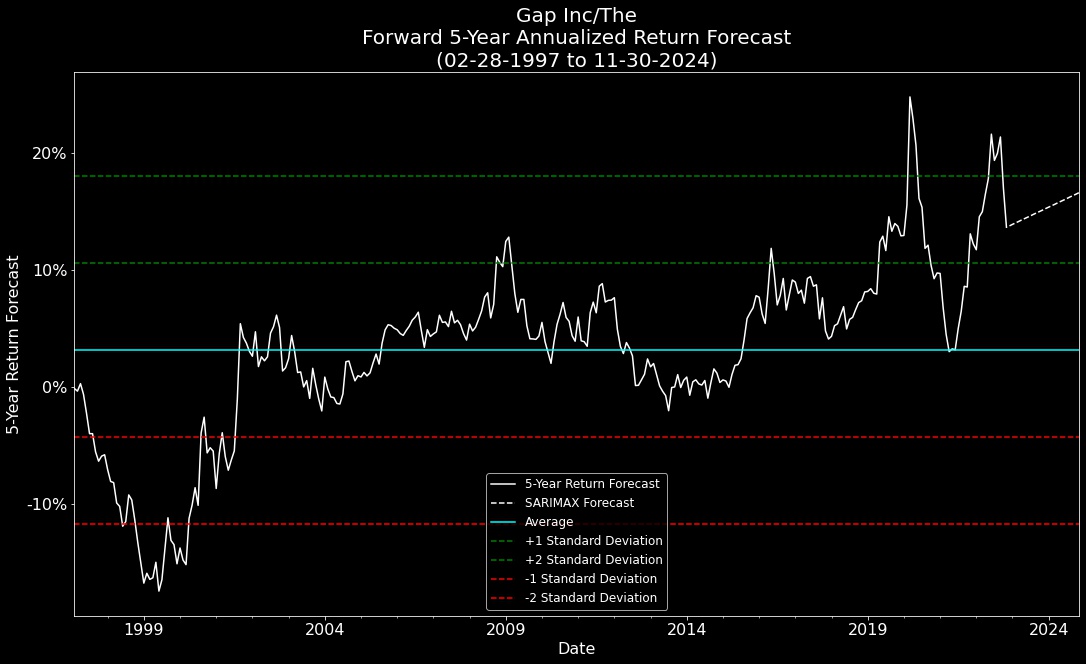 Gap Inc/The
Forward 5-Year Annualized Return Forecast
(02-28-1997 to 11-30-2024)
5-Year Return Forecast
20%
10%
0%
-10%
5-Year Return Forecast
SARIMAX Forecast
Average
+1 Standard Deviation
+2 Standard Deviation
-1 Standard Deviation
-2 Standard Deviation
1999 2004 2009 2014 2019 2024
Date